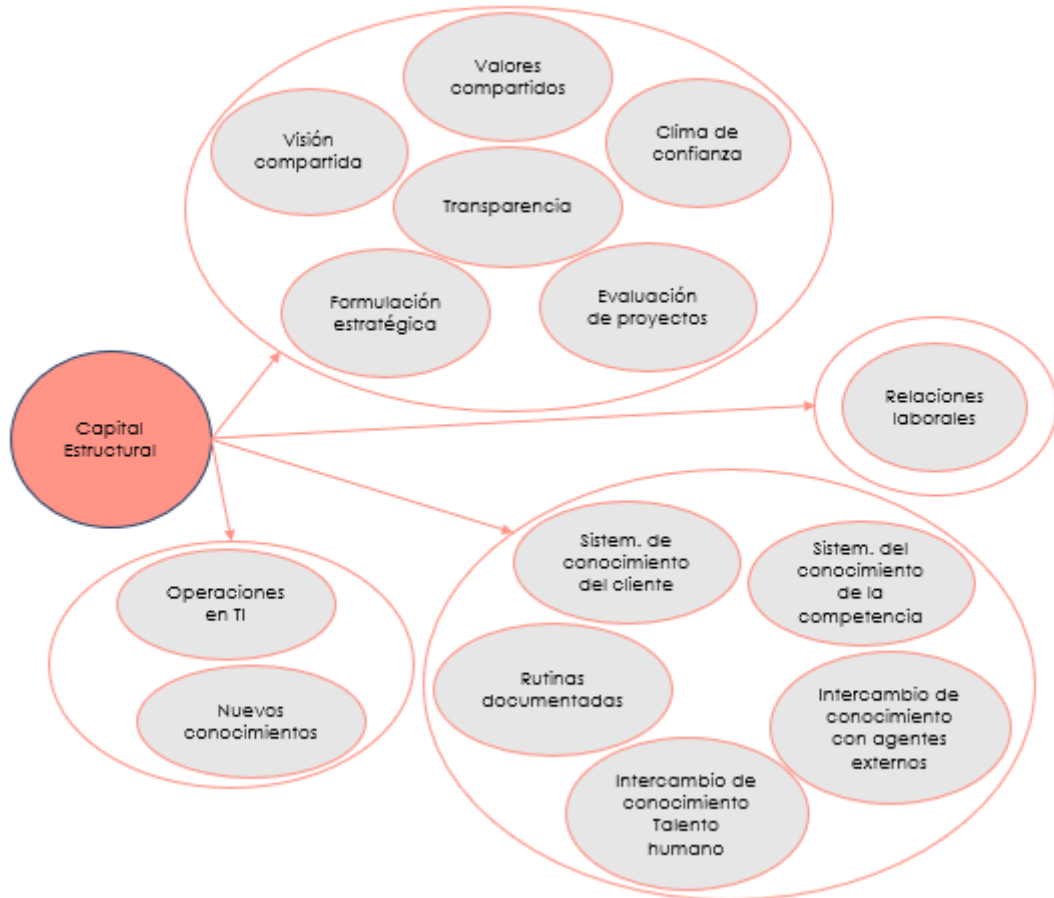 Valores
compartidos
Visión
compartida
Clima de
confianza
Transparencia
Formulación
estratégica
Evaluación
de proyectos
Capital
Estructural
Relaciones
laborales
Operaciones
en TI
Nuevos
conocimientos
Sistem. de
conocimiento
del cliente
Sistem. del
conocimiento
de la
competencia
Rutinas
documentadas
Intercambio de
conocimiento
con agentes
externos
Intercambio de
conocimiento
Talento
humano